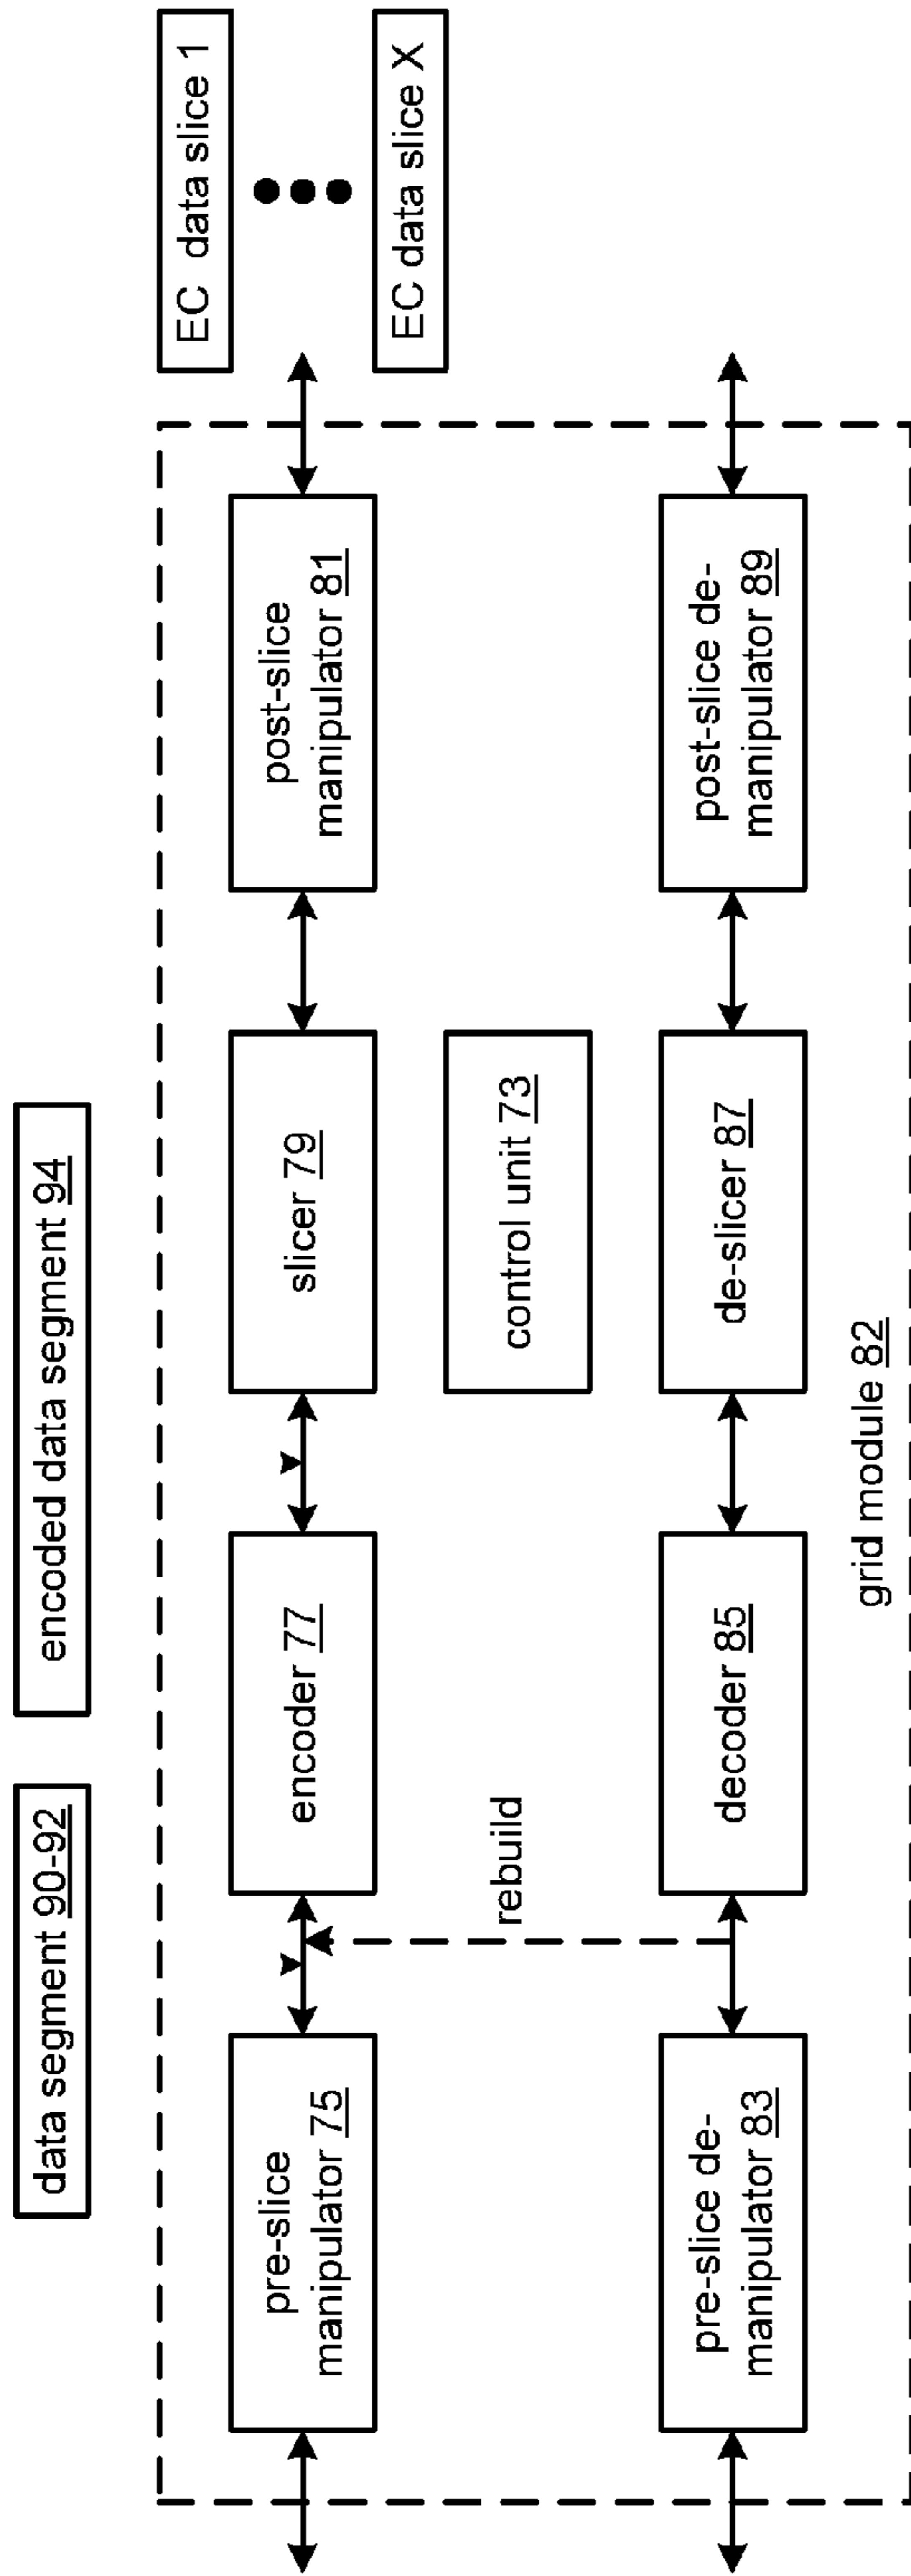 data segment 90-92
encoded data segment 94
EC data slice 1
EC data slice X
pre-slice
manipulator 75
encoder 77
slicer 79
post-slice
manipulator 81
rebuild
control unit 73
pre-slice de-
manipulator 83
decoder 85
de-slicer 87
post-slice de-
manipulator 89
grid module 82